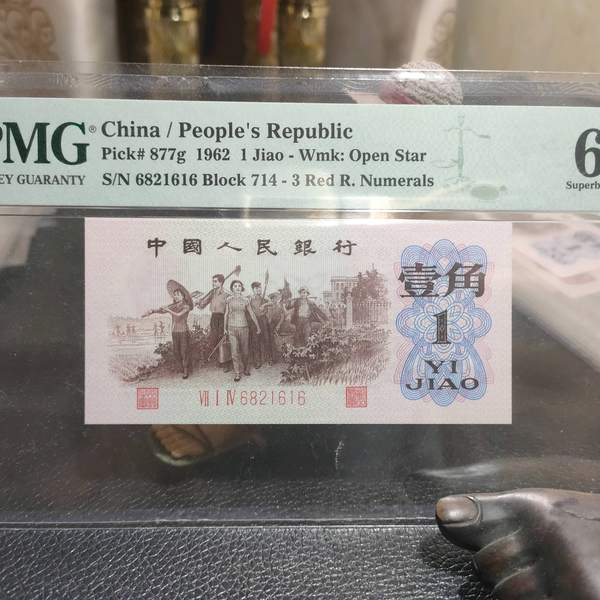 PMG®
EY GUARANTY
China / People's Republic
Pick# 877g 1962 1 Jiao - Wmk: Open Star
S/N 6821616 Block 714 - 3 Red R. Numerals
6
Superb
中國人民銀行
壹角
1
YI
JIAO
Ⅶ Ⅰ Ⅳ 6821616